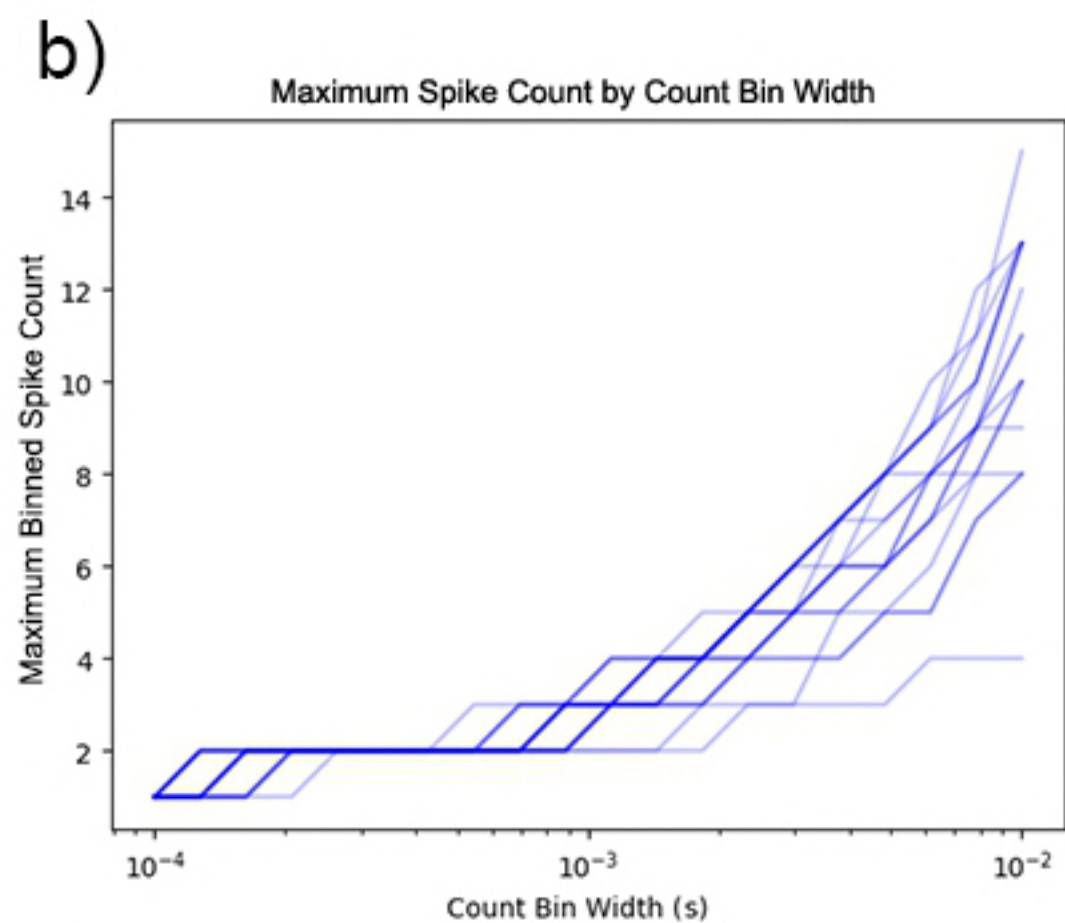 b)
Maximum Spike Count by Count Bin Width
Maximum Binned Spike Count
14
12
10
8
6
4
2
10⁻⁴
10⁻³
10⁻²
Count Bin Width (s)